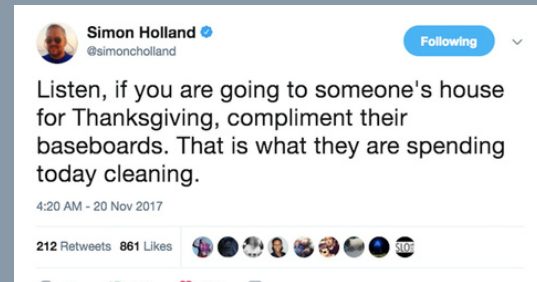 Simon Holland
@simoncholland
Following
Listen, if you are going to someone's house
for Thanksgiving, compliment their
baseboards. That is what they are spending
today cleaning.
4:20 AM - 20 Nov 2017
212 Retweets 861 Likes
SLOT